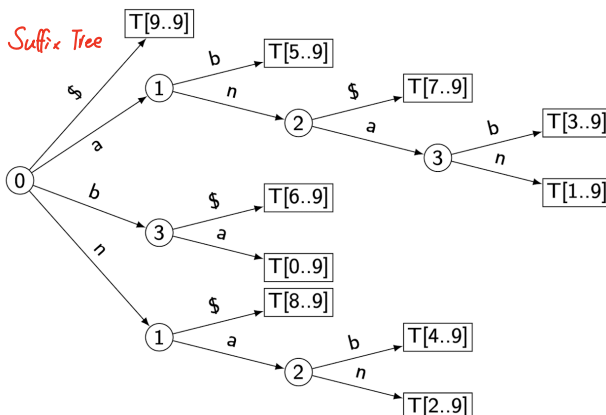 Suffix Tree
T[9..9]
$
a
b
n
0
1
b
n
T[5..9]
2
$
a
T[7..9]
3
b
n
T[3..9]
T[1..9]
3
$
a
T[6..9]
T[0..9]
1
$
a
T[8..9]
2
b
n
T[4..9]
T[2..9]